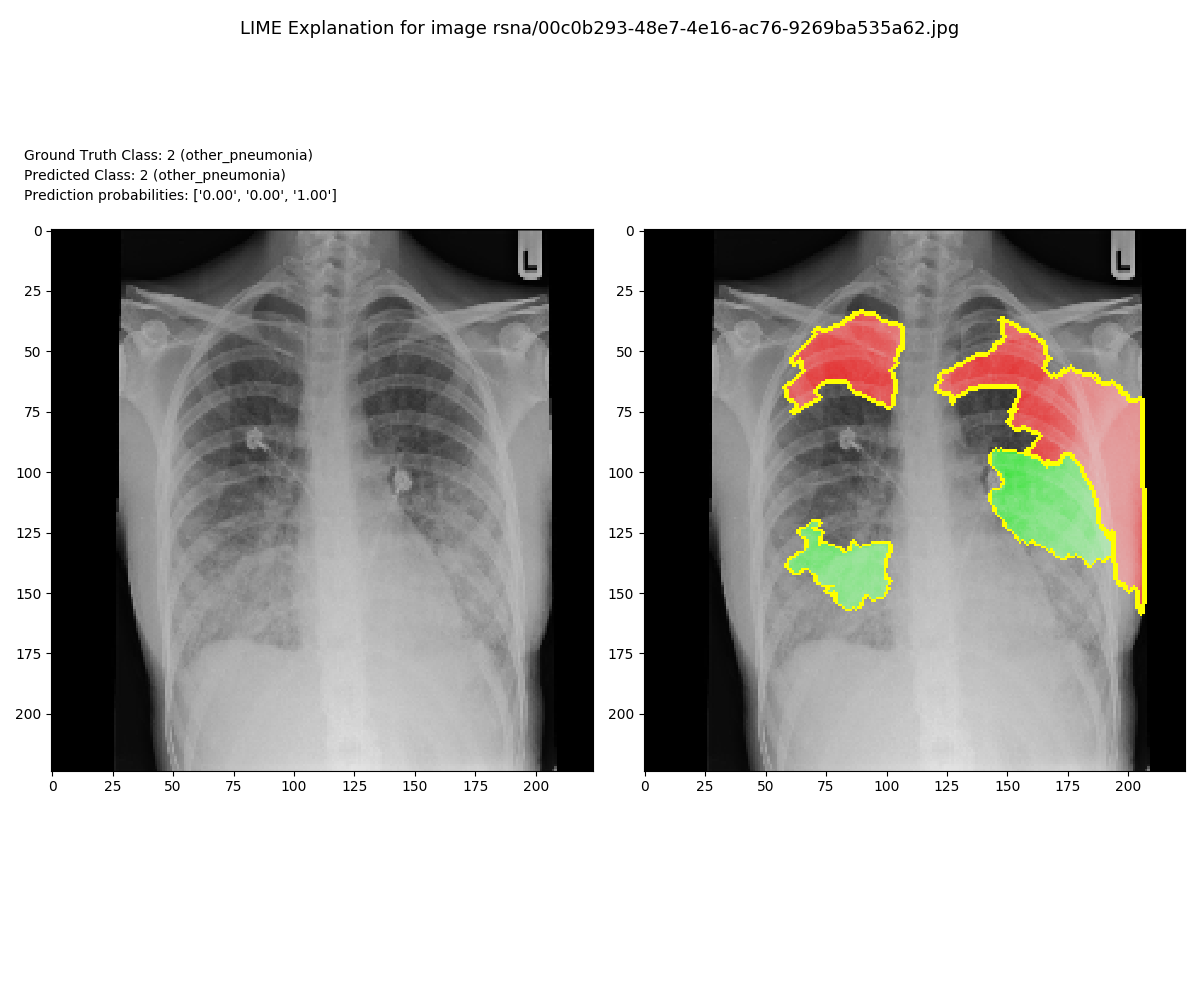 LIME Explanation for image rsna/00c0b293-48e7-4e16-ac76-9269ba535a62.jpg
Ground Truth Class: 2 (other_pneumonia)
Predicted Class: 2 (other_pneumonia)
Prediction probabilities: ['0.00', '0.00', '1.00']
L
0
25
50
75
100
125
150
175
200
0 25 50 75 100 125 150 175 200
L
0
25
50
75
100
125
150
175
200
0 25 50 75 100 125 150 175 200